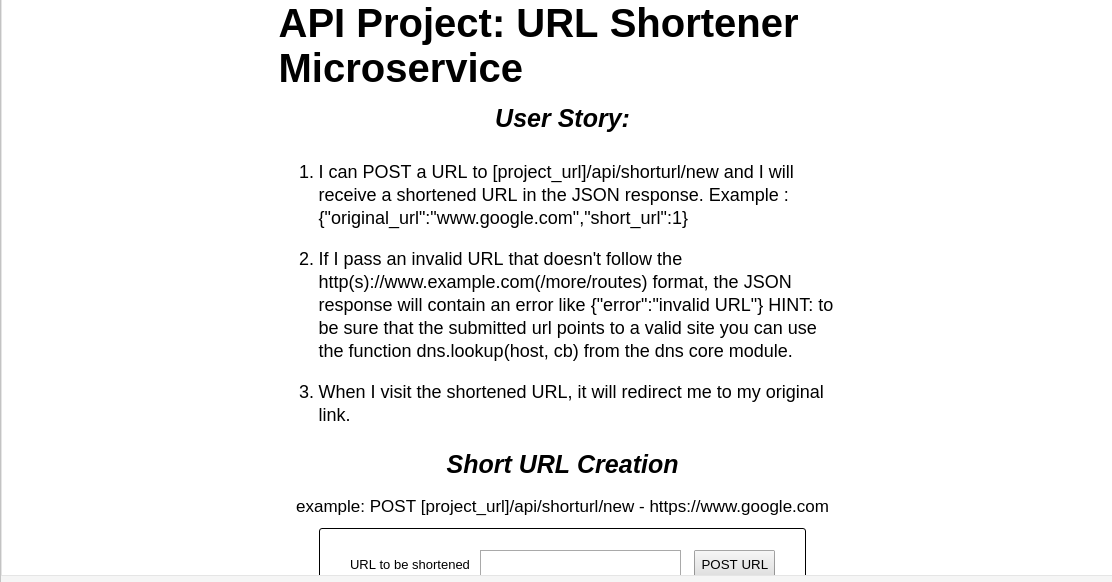 API Project: URL Shortener
Microservice
User Story:
1. I can POST a URL to [project_url]/api/shorturl/new and I will
receive a shortened URL in the JSON response. Example :
{"original_url":"www.google.com","short_url":1}
2. If I pass an invalid URL that doesn't follow the
http(s)://www.example.com(/more/routes) format, the JSON
response will contain an error like {"error":"invalid URL"} HINT: to
be sure that the submitted url points to a valid site you can use
the function dns.lookup(host, cb) from the dns core module.
3. When I visit the shortened URL, it will redirect me to my original
link.
Short URL Creation
example: POST [project_url]/api/shorturl/new - https://www.google.com
URL to be shortened POST URL